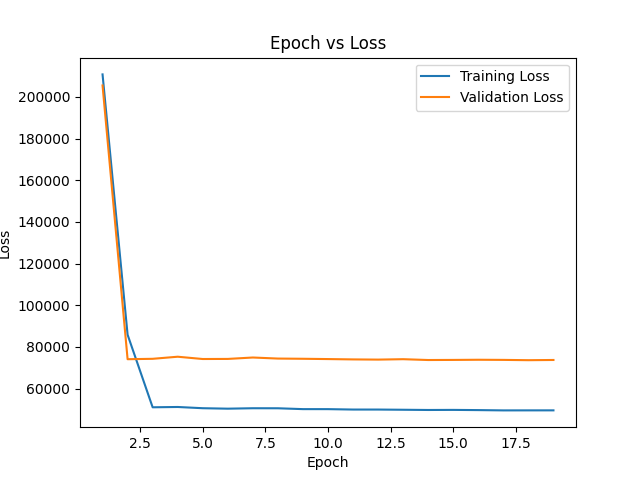 Epoch vs Loss
Training Loss
Validation Loss
200000
180000
160000
140000
120000
100000
80000
60000
Loss
2.5 5.0 7.5 10.0 12.5 15.0 17.5
Epoch